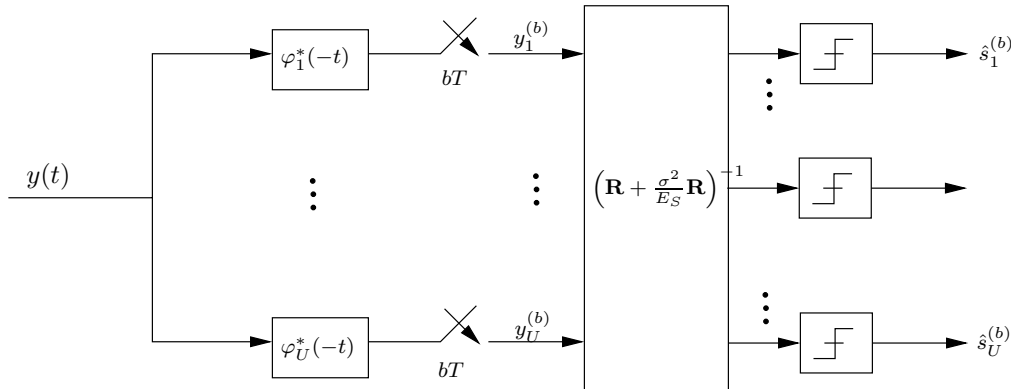 φ₁*(−t)
bT
y₁⁽ᵇ⁾
ŝ₁⁽ᵇ⁾
y(t)
(𝐑 + σ²/E_S 𝐑)⁻¹
φ_U*(−t)
bT
y_U⁽ᵇ⁾
ŝ_U⁽ᵇ⁾